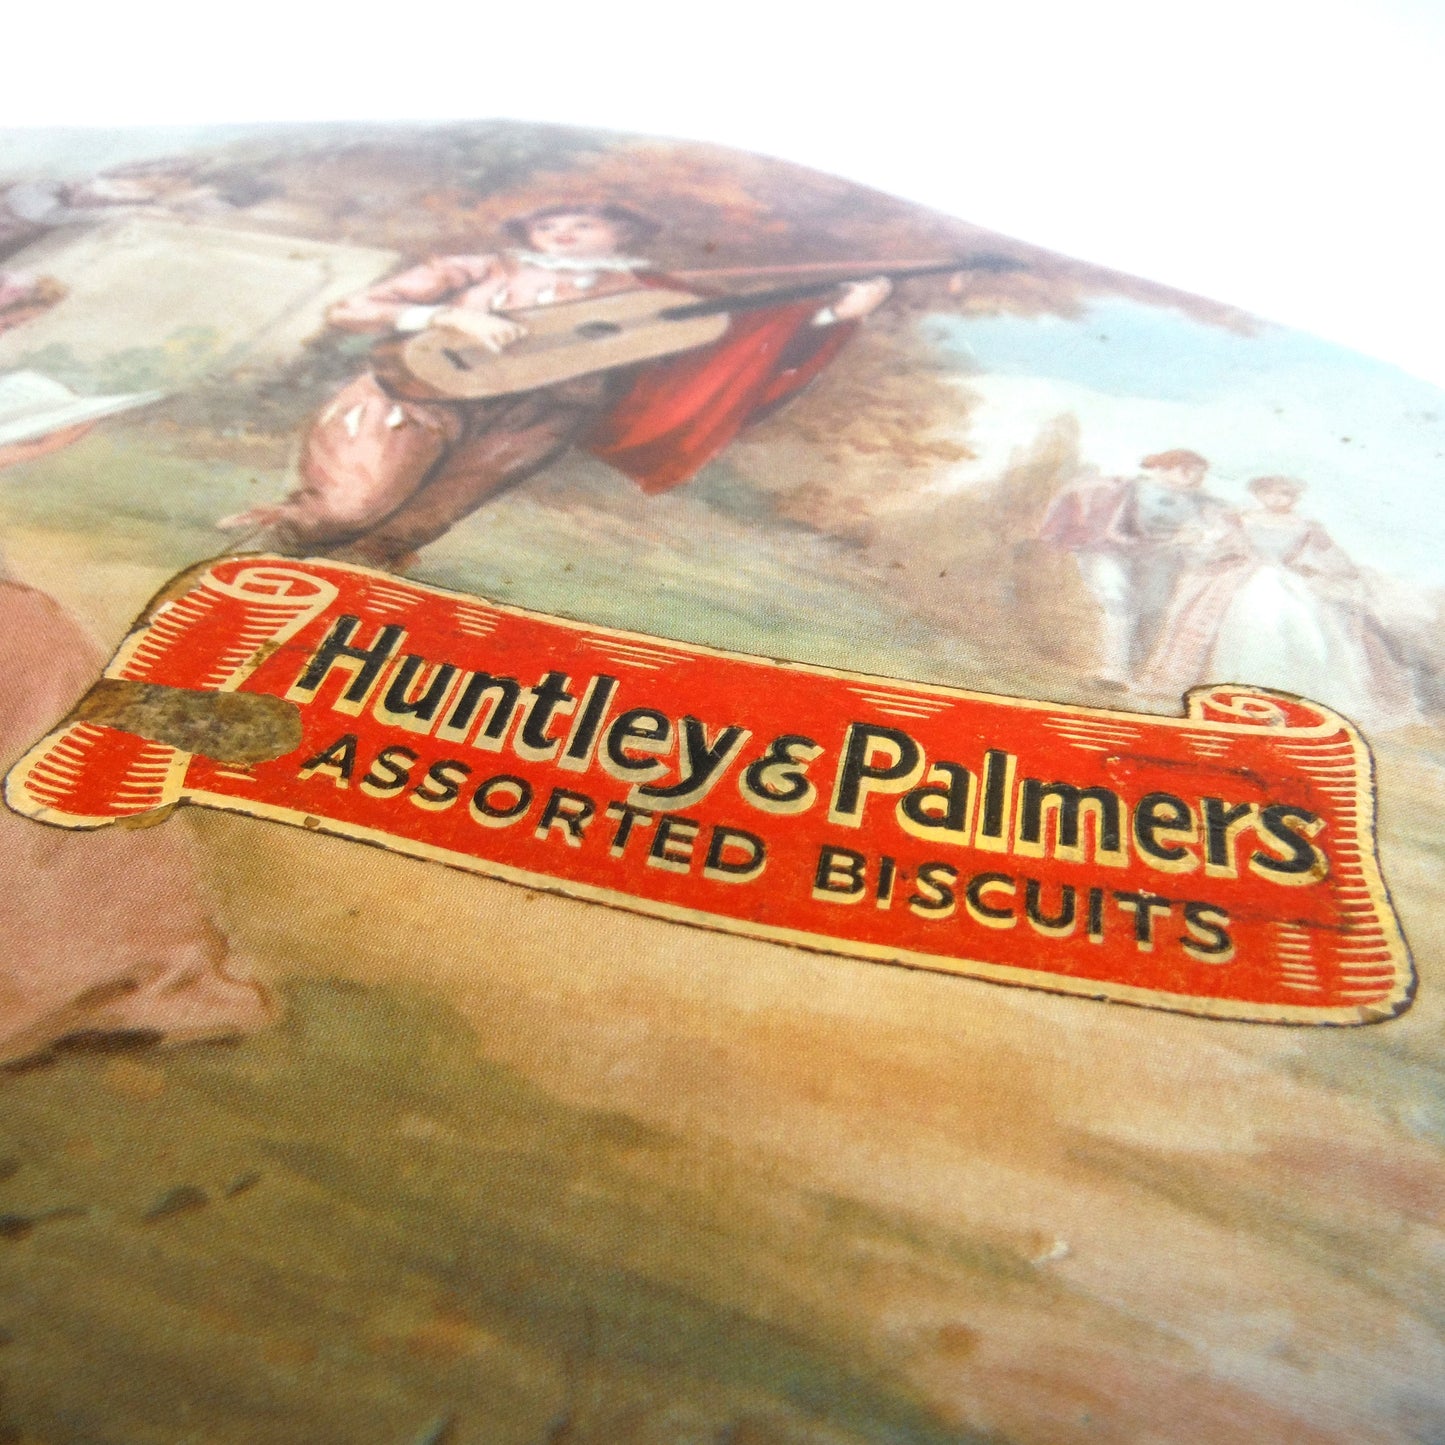 Huntley & Palmers
ASSORTED BISCUITS